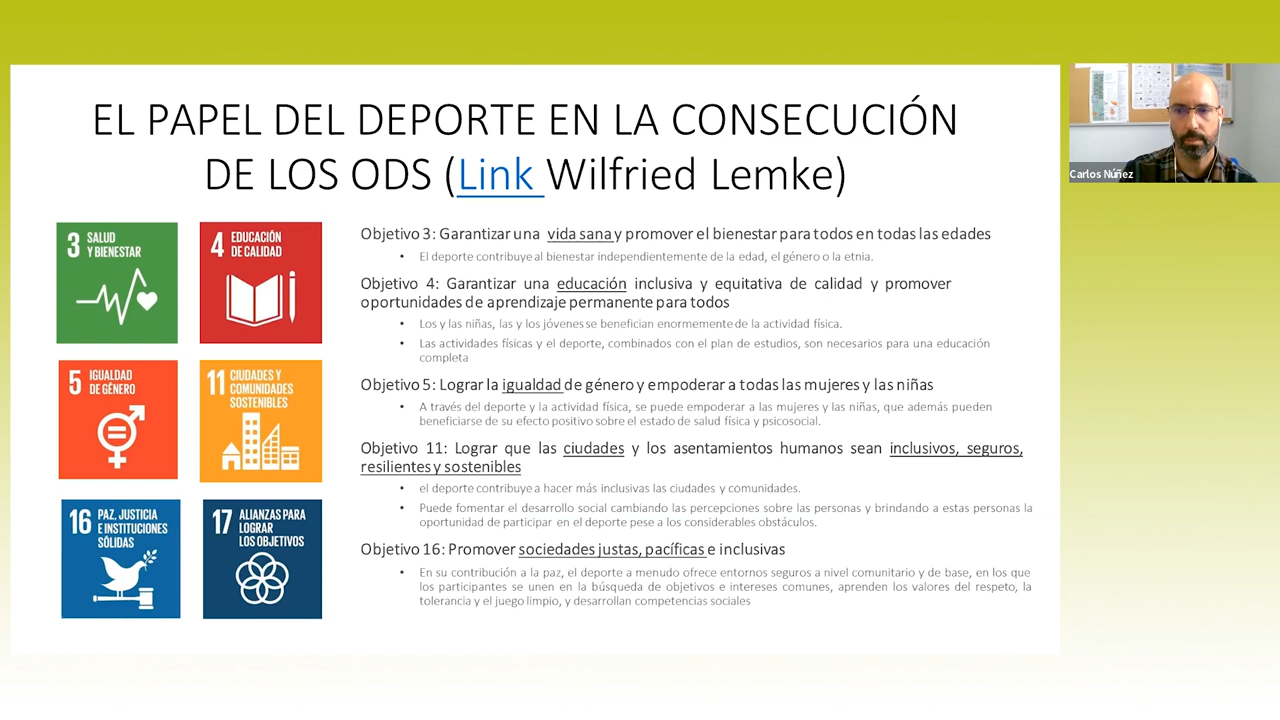 EL PAPEL DEL DEPORTE EN LA CONSECUCIÓN
DE LOS ODS (Link Wilfried Lemke)
Carlos Núñez
3 SALUD
Y BIENESTAR
4 EDUCACIÓN
DE CALIDAD
5 IGUALDAD
DE GÉNERO
11 CIUDADES Y
COMUNIDADES
SOSTENIBLES
16 PAZ, JUSTICIA
E INSTITUCIONES
SÓLIDAS
17 ALIANZAS PARA
LOGRAR
LOS OBJETIVOS
Objetivo 3: Garantizar una vida sana y promover el bienestar para todos en todas las edades
• El deporte contribuye al bienestar independientemente de la edad, el género o la etnia.
Objetivo 4: Garantizar una educación inclusiva y equitativa de calidad y promover
oportunidades de aprendizaje permanente para todos
• Los y las niñas, las y los jóvenes se benefician enormemente de la actividad física.
• Las actividades físicas y el deporte, combinados con el plan de estudios, son necesarios para una educación
completa
Objetivo 5: Lograr la igualdad de género y empoderar a todas las mujeres y las niñas
• A través del deporte y la actividad física, se puede empoderar a las mujeres y las niñas, que además pueden
beneficiarse de su efecto positivo sobre el estado de salud física y psicosocial.
Objetivo 11: Lograr que las ciudades y los asentamientos humanos sean inclusivos, seguros,
resilientes y sostenibles
• el deporte contribuye a hacer más inclusivas las ciudades y comunidades.
• Puede fomentar el desarrollo social cambiando las percepciones sobre las personas y brindando a estas personas la
oportunidad de participar en el deporte pese a los considerables obstáculos.
Objetivo 16: Promover sociedades justas, pacíficas e inclusivas
• En su contribución a la paz, el deporte a menudo ofrece entornos seguros a nivel comunitario y de base, en los que
los participantes se unen en la búsqueda de objetivos e intereses comunes, aprenden los valores del respeto, la
tolerancia y el juego limpio, y desarrollan competencias sociales